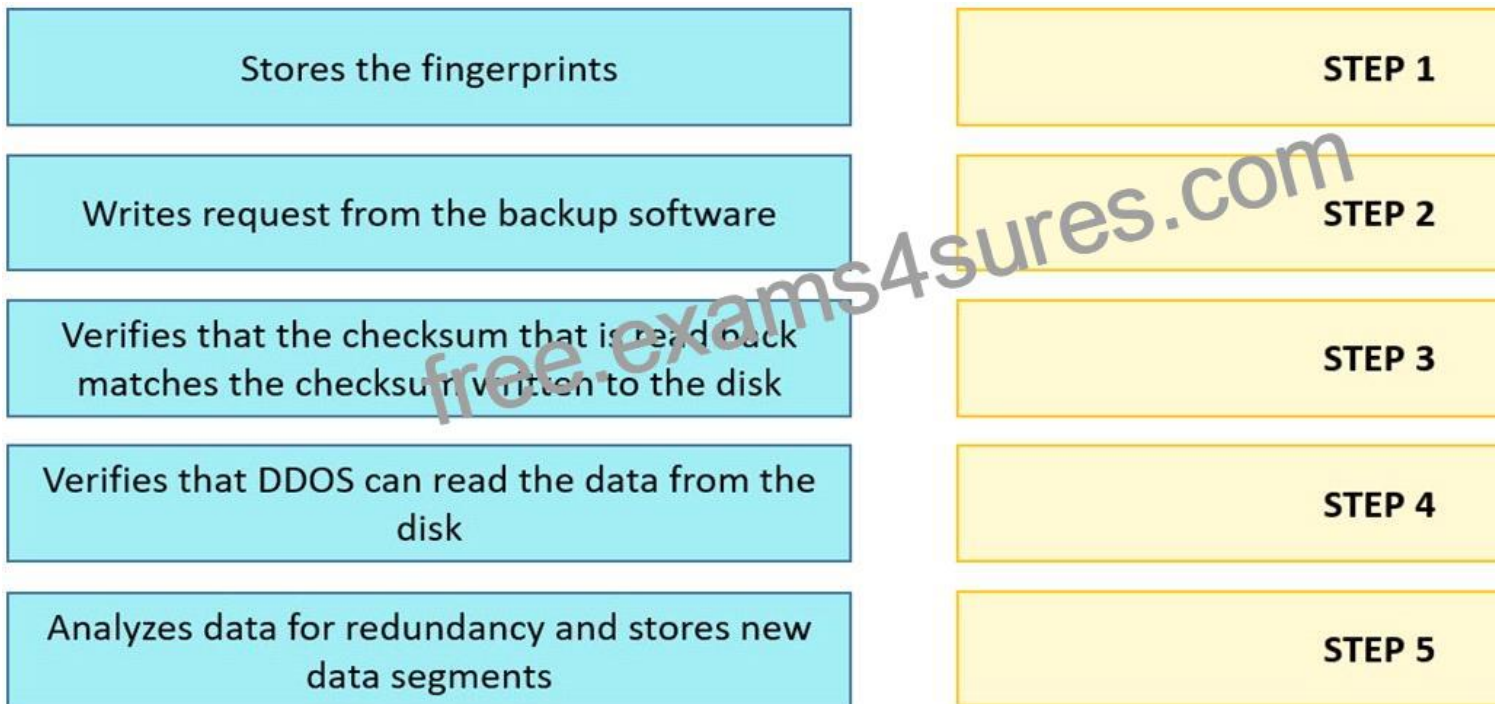 Stores the fingerprints
STEP 1
Writes request from the backup software
STEP 2
Verifies that the checksum that is read back
matches the checksum written to the disk
STEP 3
Verifies that DDOS can read the data from the
disk
STEP 4
Analyzes data for redundancy and stores new
data segments
STEP 5
free.exams4sures.com